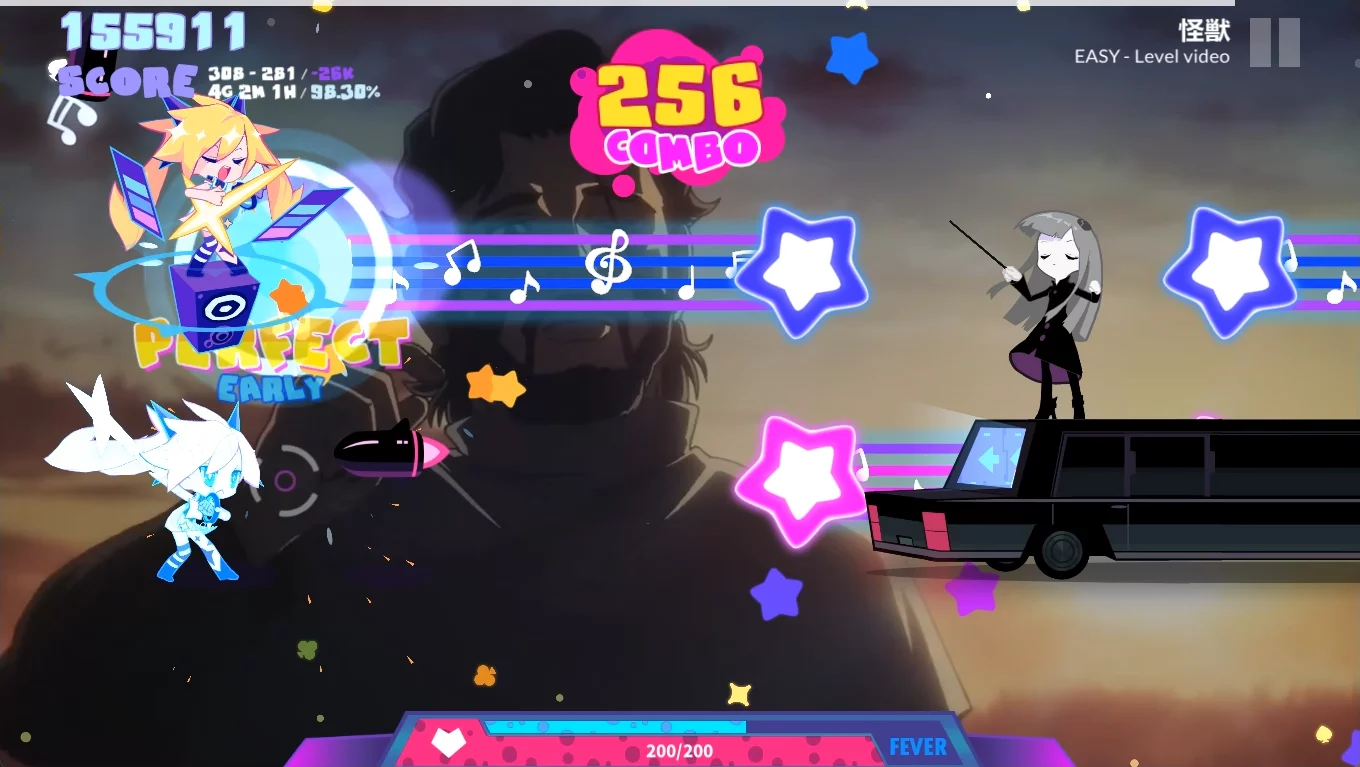 155911
SCORE
308 - 281 / -26K
4G 2M 1H / 98.30%
256
COMBO
怪獣
EASY - Level video
PERFECT
EARLY
200/200
FEVER